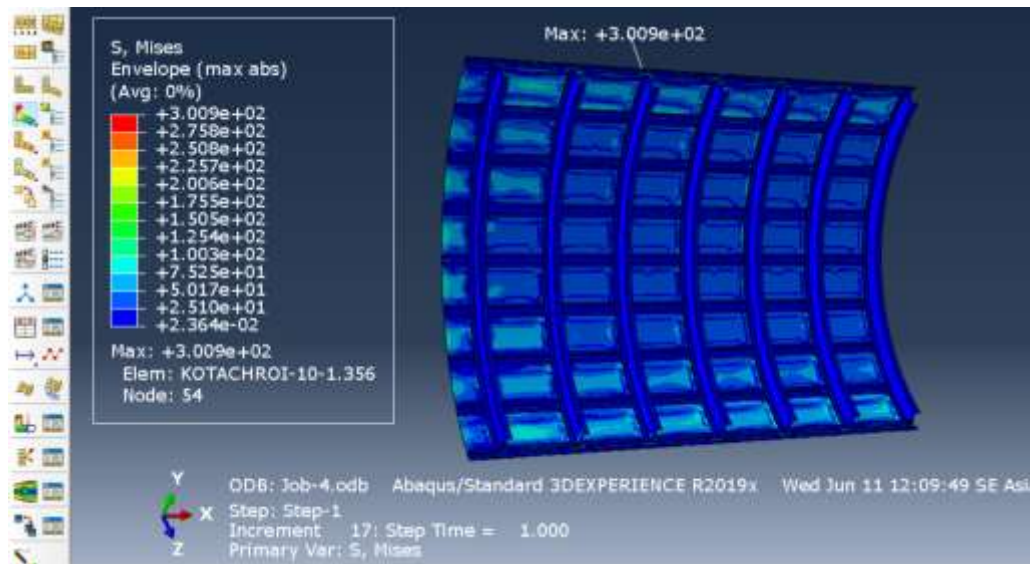 Max: +3.009e+02
S, Mises
Envelope (max abs)
(Avg: 0%)
+3.009e+02
+2.758e+02
+2.508e+02
+2.257e+02
+2.006e+02
+1.755e+02
+1.505e+02
+1.254e+02
+1.003e+02
+7.525e+01
+5.017e+01
+2.510e+01
+2.364e-02
Max: +3.009e+02
Elem: KOTACHROI-10-1.356
Node: 54
Y
X
Z
ODB: Job-4.odb Abaqus/Standard 3DEXPERIENCE R2019x Wed Jun 11 12:09:49 SE Asi
Step: Step-1
Increment 17: Step Time = 1.000
Primary Var: S, Mises